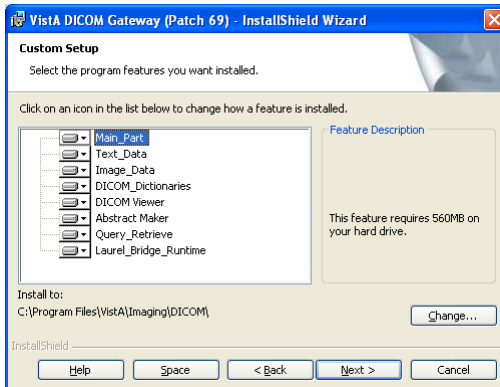 VistA DICOM Gateway (Patch 69) - InstallShield Wizard
Custom Setup
Select the program features you want installed.
Click on an icon in the list below to change how a feature is installed.
Main_Part
Text_Data
Image_Data
DICOM_Dictionaries
DICOM Viewer
Abstract Maker
Query_Retrieve
Laurel_Bridge_Runtime
Feature Description
This feature requires 560MB on
your hard drive.
Install to:
C:\Program Files\VistA\Imaging\DICOM\
Change...
InstallShield
Help Space < Back Next > Cancel